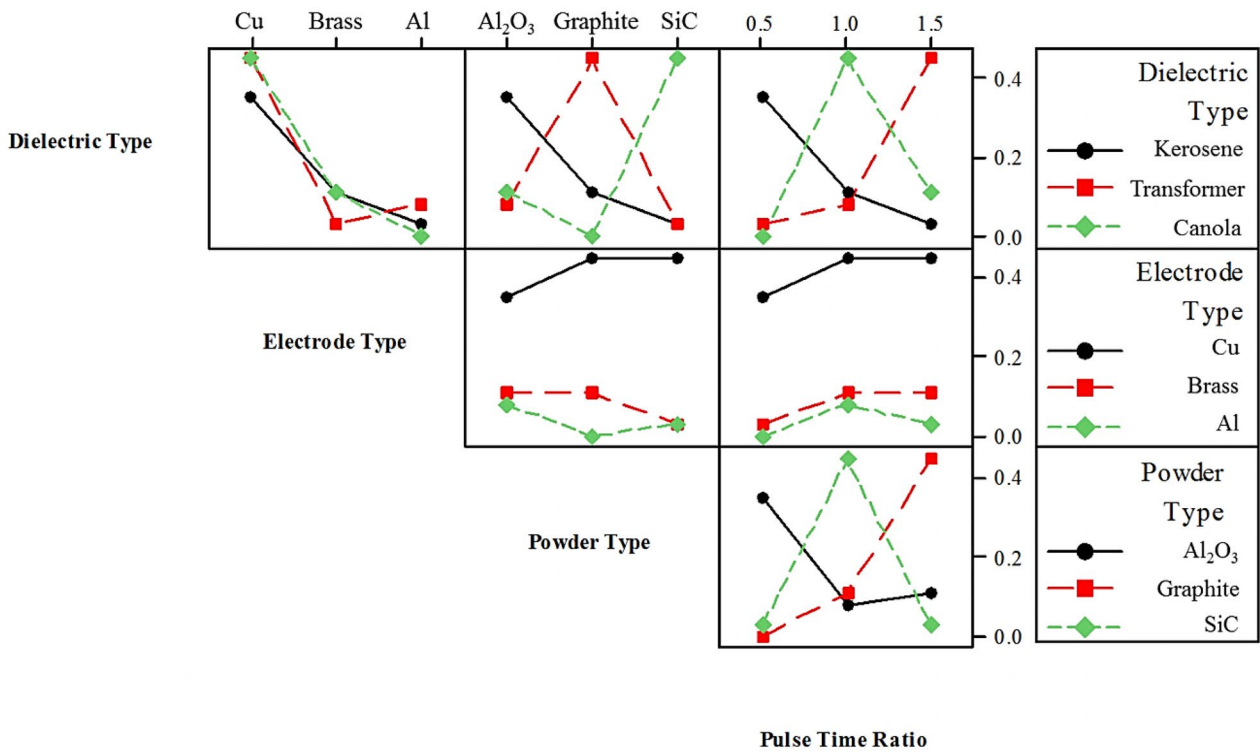 Cu Brass Al Al₂O₃ Graphite SiC 0.5 1.0 1.5
Dielectric Type
0.4
0.2
0.0
Dielectric
Type
Kerosene
Transformer
Canola
Electrode Type
0.4
0.2
0.0
Electrode
Type
Cu
Brass
Al
Powder Type
0.4
0.2
0.0
Powder
Type
Al₂O₃
Graphite
SiC
Pulse Time Ratio